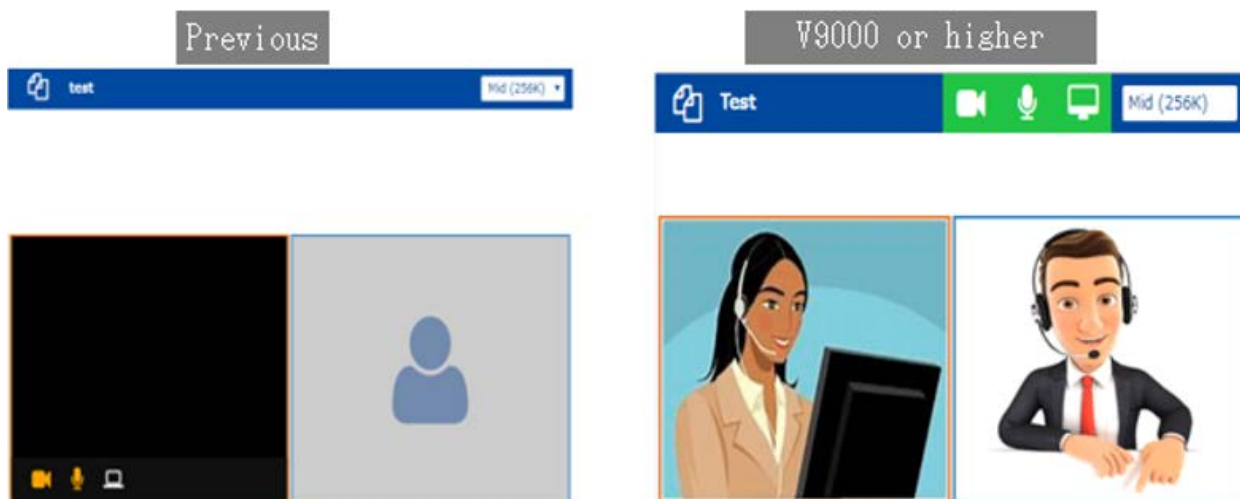 Previous
V9000 or higher
test
Mid (256K)
Test
Mid (256K)